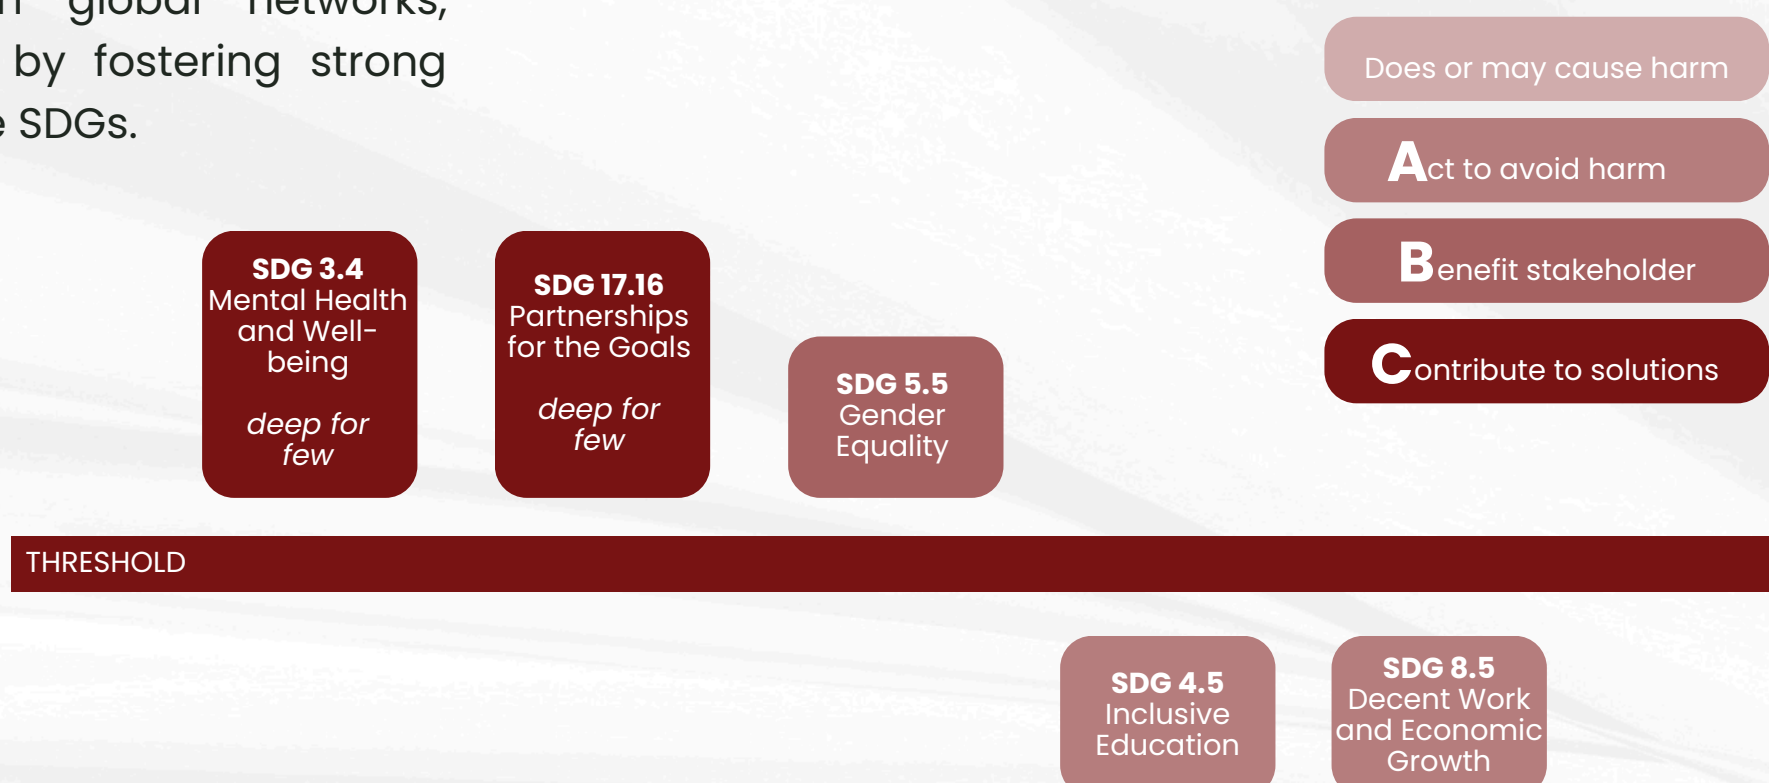 global networks,
by fostering strong
SDGs.
Does or may cause harm
Act to avoid harm
Benefit stakeholder
Contribute to solutions
SDG 3.4
Mental Health
and Well-
being
deep for
few
SDG 17.16
Partnerships
for the Goals
deep for
few
SDG 5.5
Gender
Equality
THRESHOLD
SDG 4.5
Inclusive
Education
SDG 8.5
Decent Work
and Economic
Growth